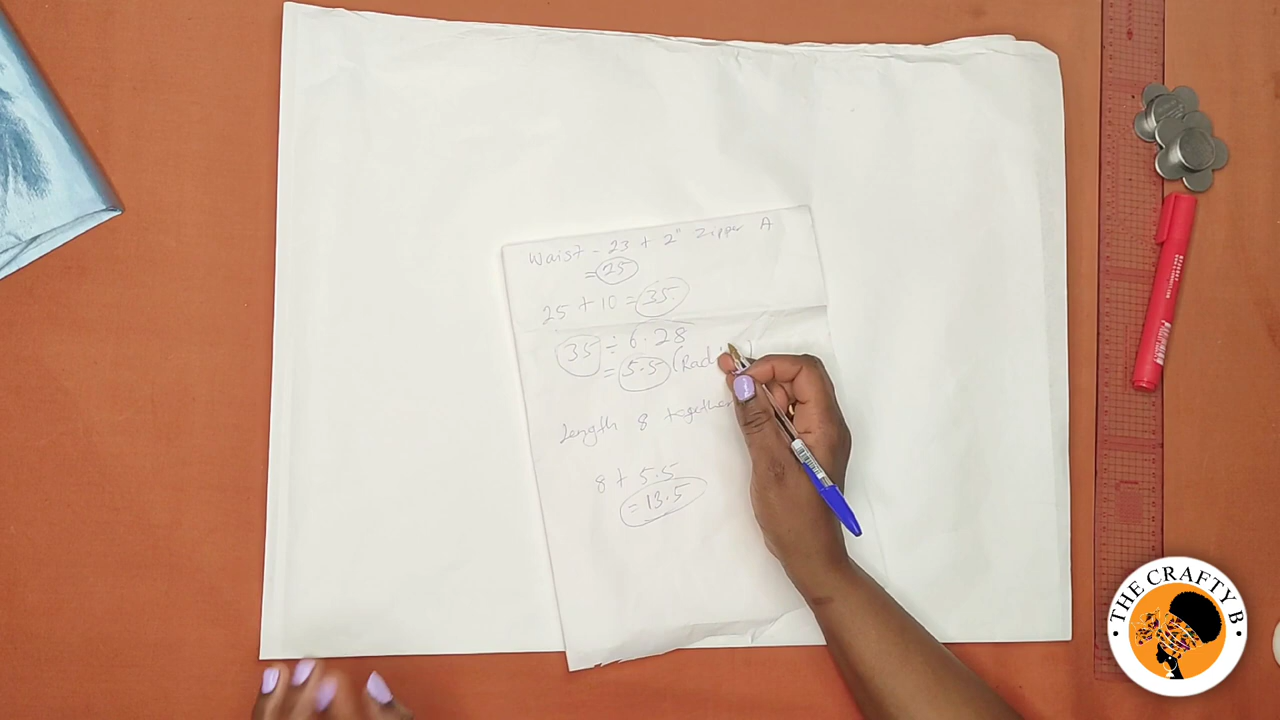 Waist - 23 + 2" Zipper A
= 25
25 + 10 = 35
35 ÷ 6.28
= 5.5 (Radi
Length 8 together
8 + 5.5
= 13.5
THE CRAFTY B